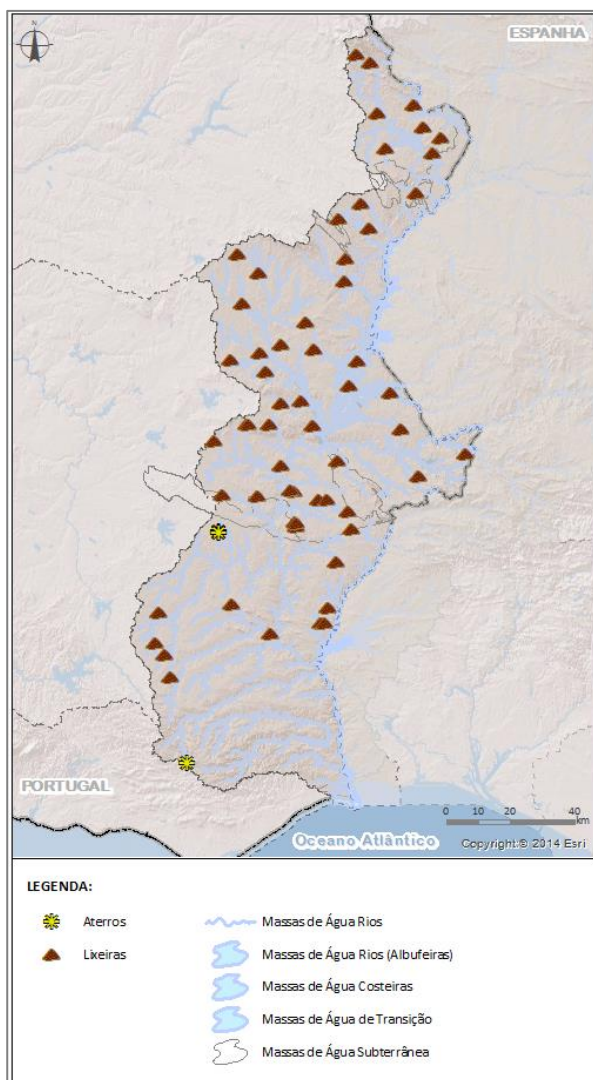 ESPANHA
PORTUGAL
Oceano Atlântico
0 10 20 40
km
Copyright:© 2014 Esri
LEGENDA:
Aterros
Lixeiras
Massas de Água Rios
Massas de Água Rios (Albufeiras)
Massas de Água Costeiras
Massas de Água de Transição
Massas de Água Subterrânea